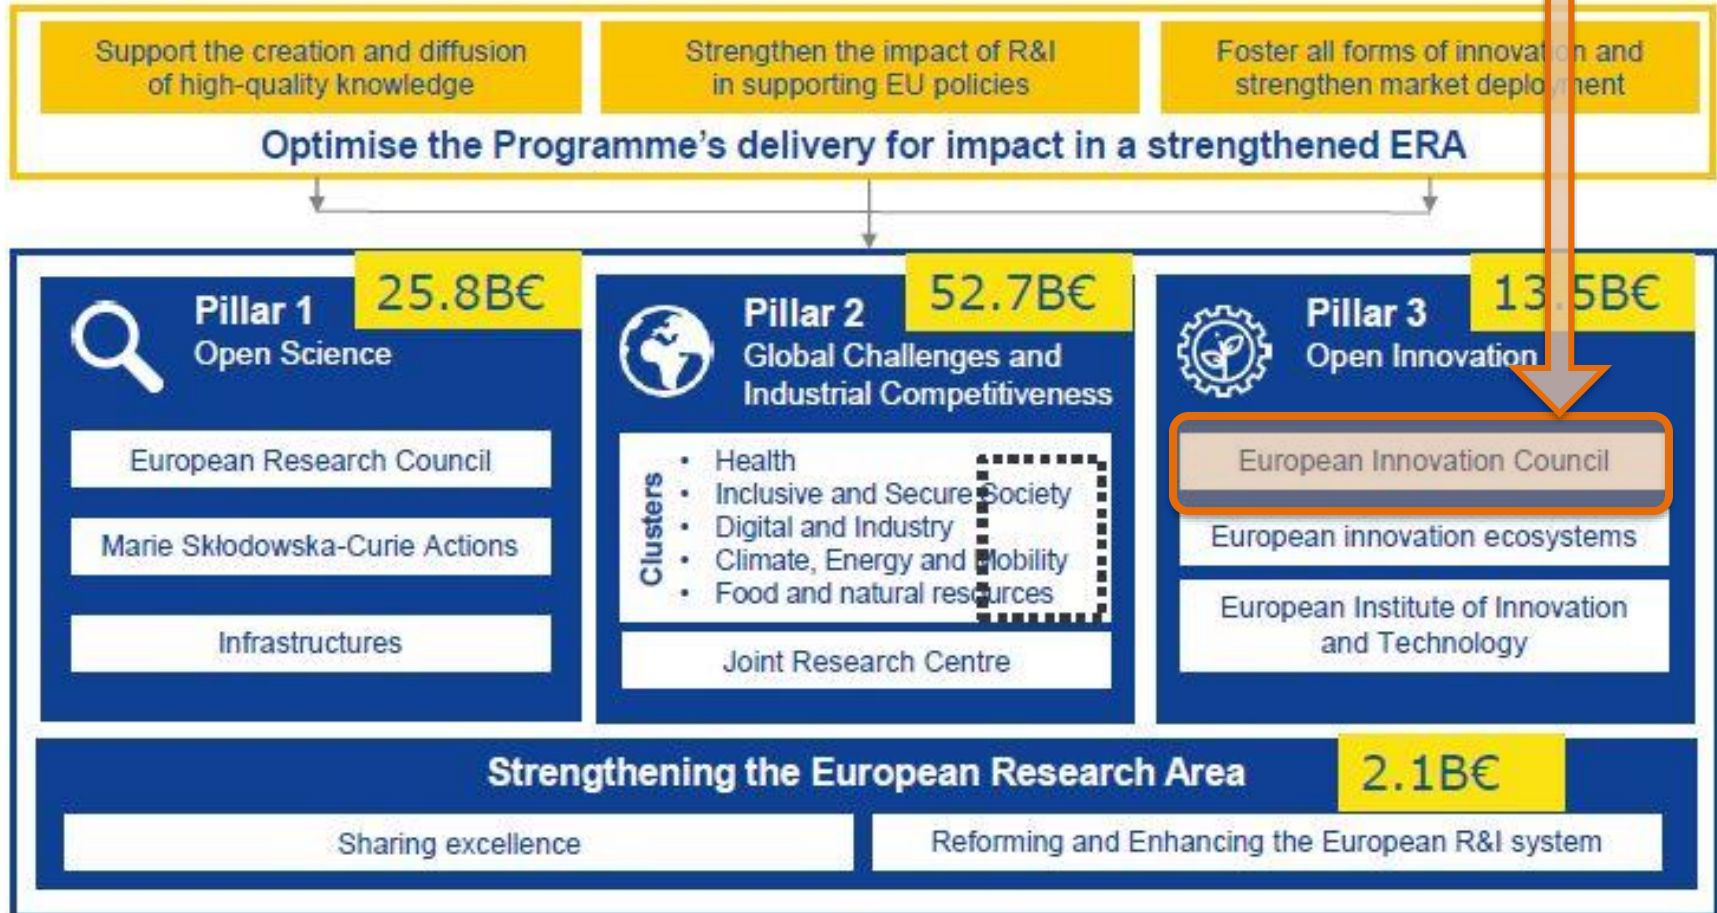 Support the creation and diffusion
of high-quality knowledge
Strengthen the impact of R&I
in supporting EU policies
Foster all forms of innovation and
strengthen market deployment
Optimise the Programme's delivery for impact in a strengthened ERA
Pillar 1
Open Science
25.8B€
European Research Council
Marie Skłodowska-Curie Actions
Infrastructures
Pillar 2
Global Challenges and
Industrial Competitiveness
52.7B€
Clusters
• Health
• Inclusive and Secure Society
• Digital and Industry
• Climate, Energy and Mobility
• Food and natural resources
Joint Research Centre
Pillar 3
Open Innovation
13.5B€
European Innovation Council
European innovation ecosystems
European Institute of Innovation
and Technology
Strengthening the European Research Area
2.1B€
Sharing excellence
Reforming and Enhancing the European R&I system